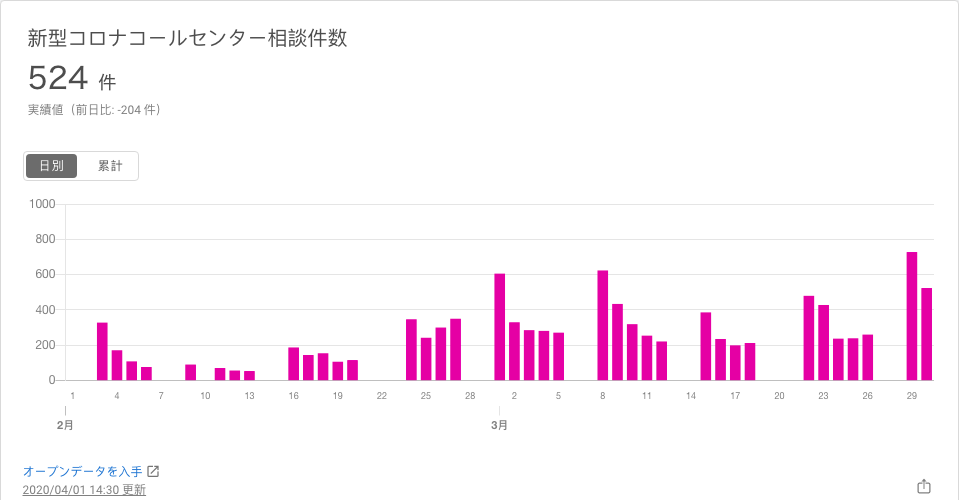 新型コロナコールセンター相談件数
524 件
実績値（前日比: -204 件）
日別 累計
1000
800
600
400
200
0
1 4 7 10 13 16 19 22 25 28 2 5 8 11 14 17 20 23 26 29
2月 3月
オープンデータを入手
2020/04/01 14:30 更新